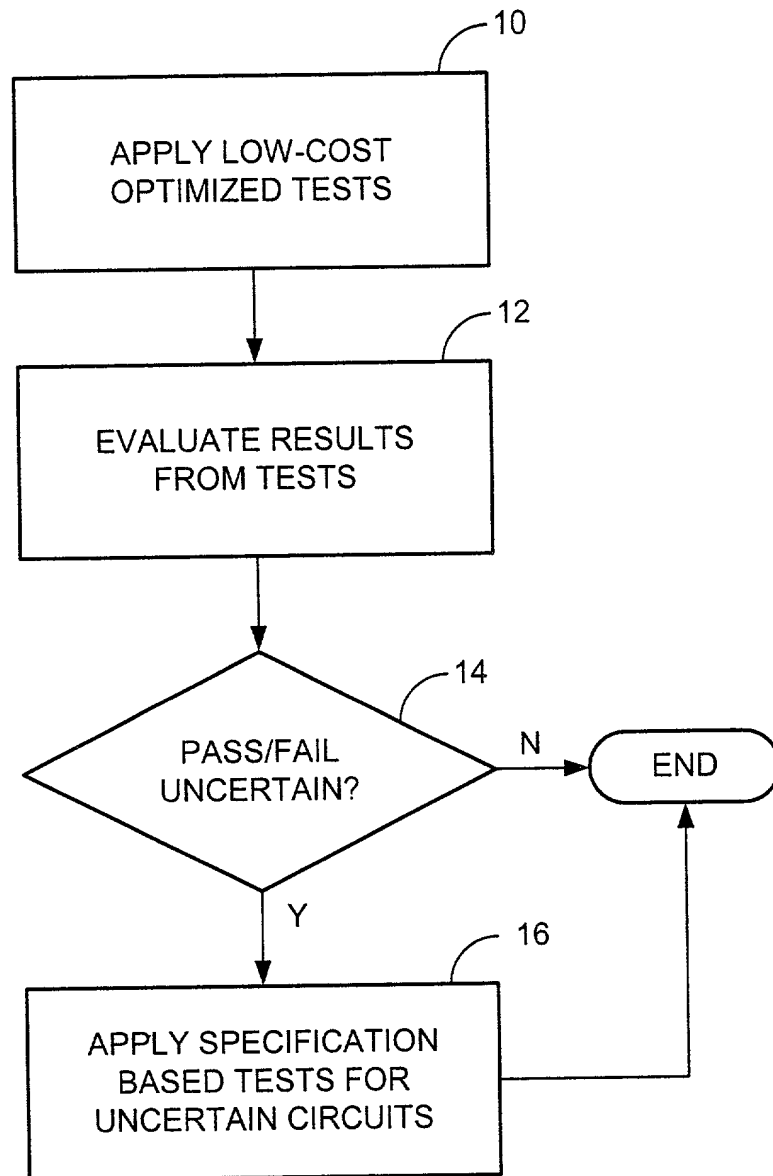 10
APPLY LOW-COST
OPTIMIZED TESTS
12
EVALUATE RESULTS
FROM TESTS
14
PASS/FAIL
UNCERTAIN?
N
END
Y
16
APPLY SPECIFICATION
BASED TESTS FOR
UNCERTAIN CIRCUITS